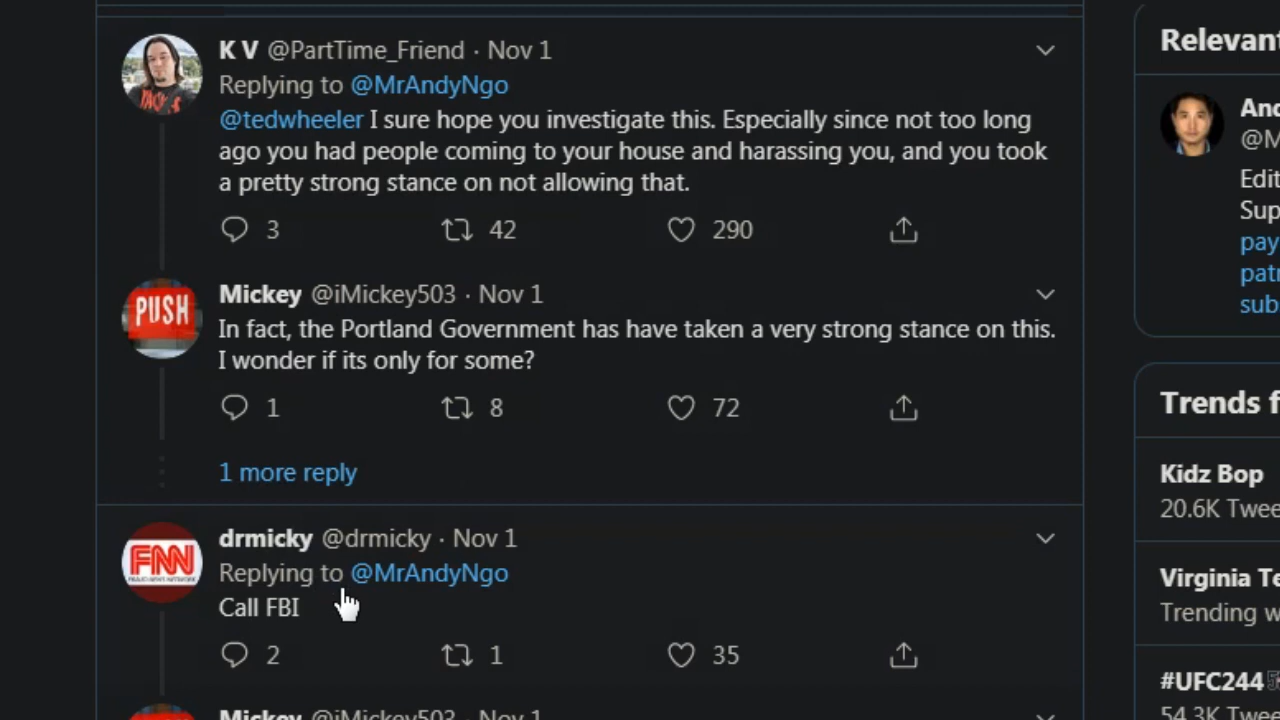 K V @PartTime_Friend · Nov 1
Replying to @MrAndyNgo
@tedwheeler I sure hope you investigate this. Especially since not too long
ago you had people coming to your house and harassing you, and you took
a pretty strong stance on not allowing that.
3 42 290
PUSH
Mickey @iMickey503 · Nov 1
In fact, the Portland Government has have taken a very strong stance on this.
I wonder if its only for some?
1 8 72
1 more reply
FNN
FRAUD NEWS NETWORK
drmicky @drmicky · Nov 1
Replying to @MrAndyNgo
Call FBI
2 1 35
Mickey @iMickey503 · Nov 1
Relevant
And
@M
Edit
Sup
pay
patr
sub
Trends f
Kidz Bop
20.6K Twee
Virginia Te
Trending w
#UFC244
54.3K Twee